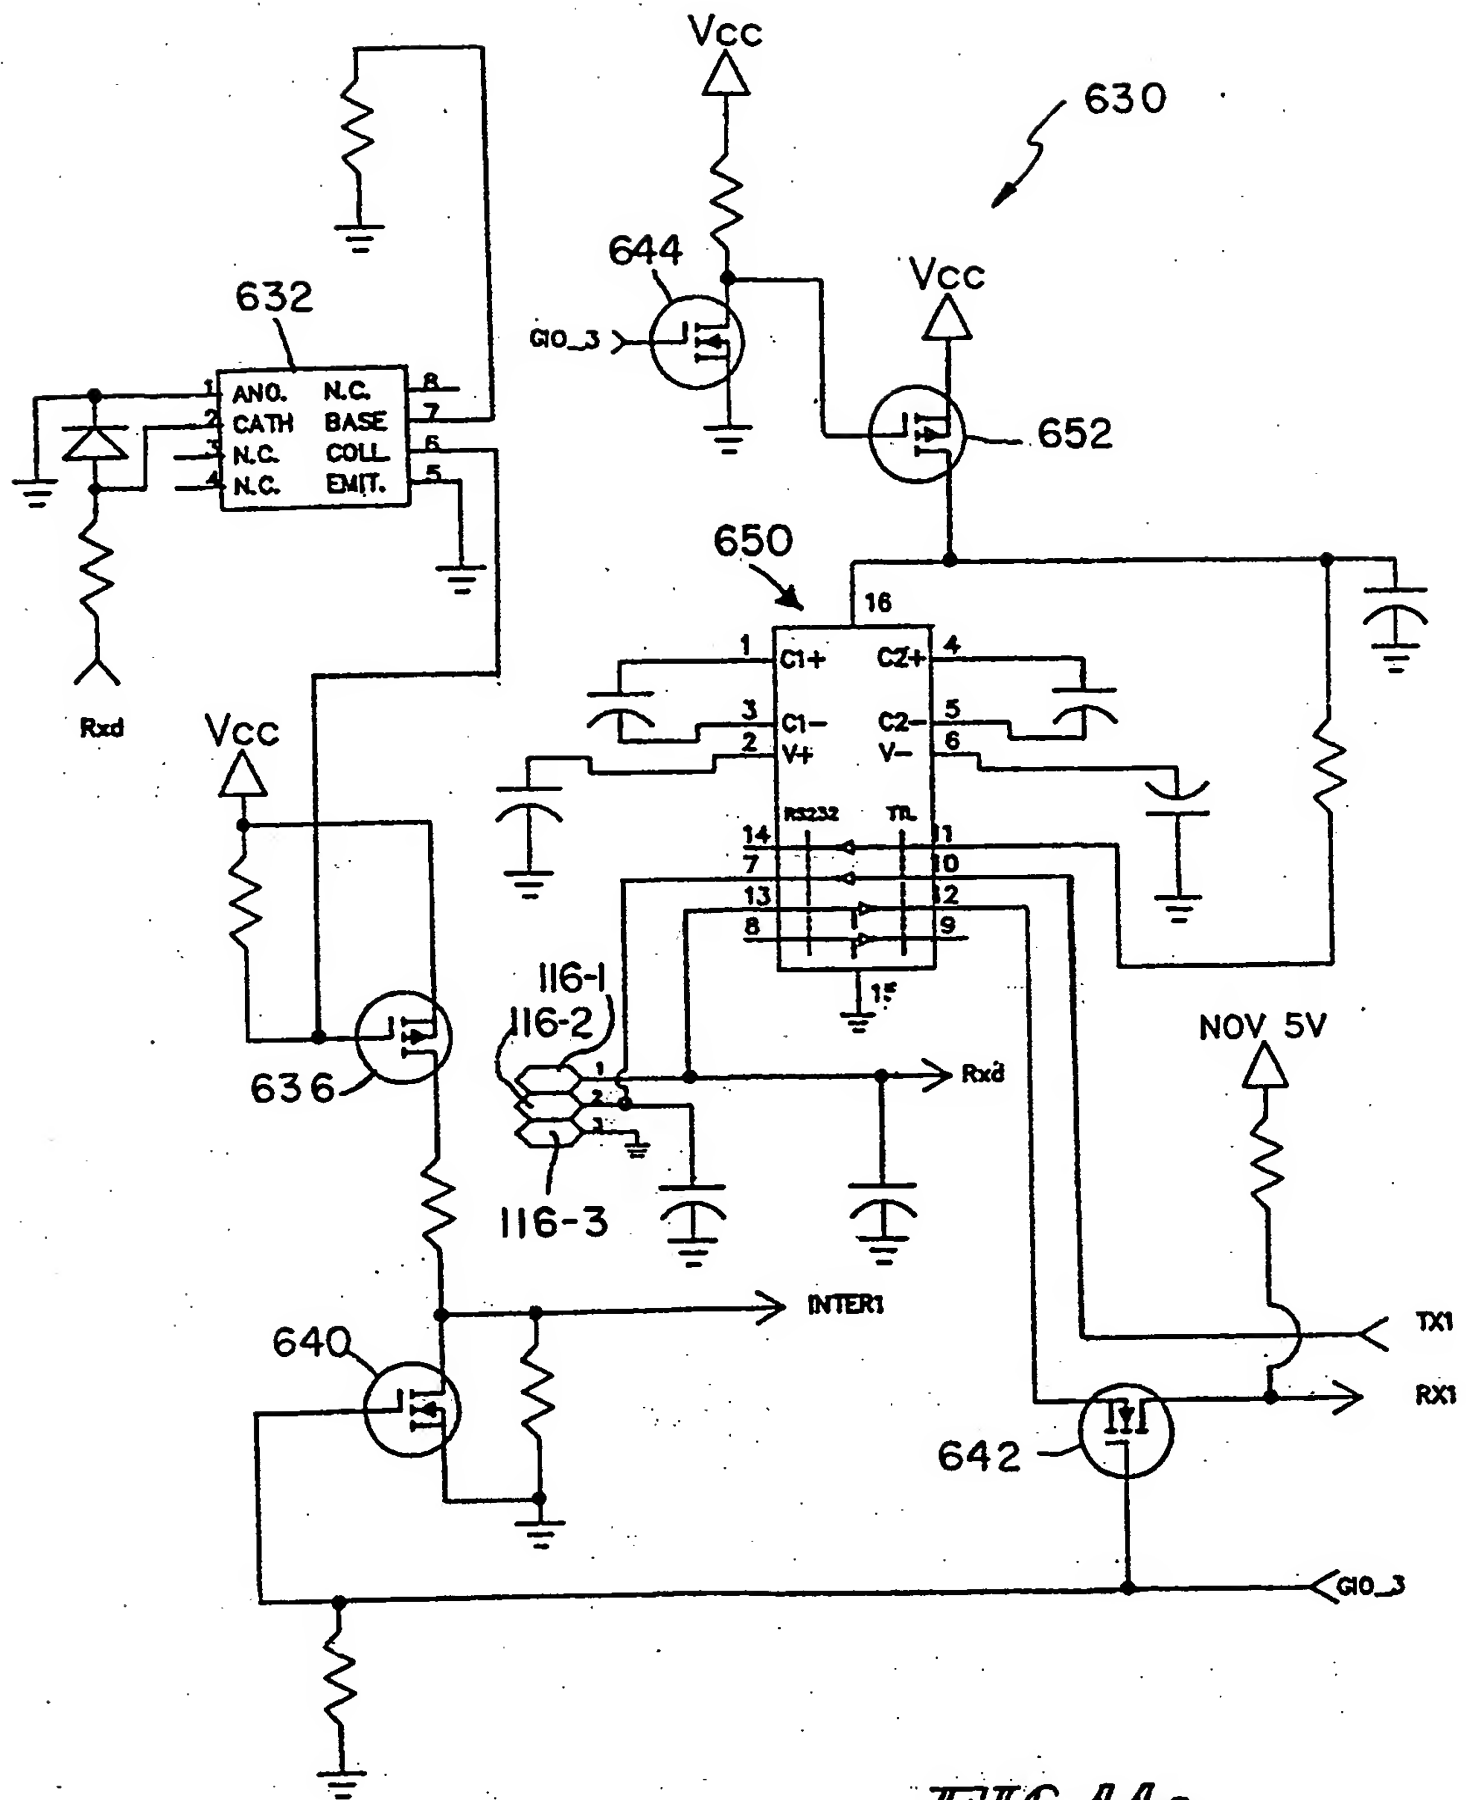 Vcc
630
644
632
Vcc
GIO_3
1 ANO. N.C. 8
2 CATH BASE 7
3 N.C. COLL. 6
4 N.C. EMIT. 5
652
650
16
1 C1+ C2+ 4
Rxd
Vcc
3 C1- C2- 5
2 V+ V- 6
RS232 TTL
14 11
7 10
13 12
8 9
116-1
15
116-2
NOV 5V
1 Rxd
636
2
3
116-3
INTER1
TX1
640
RX1
642
GIO_3